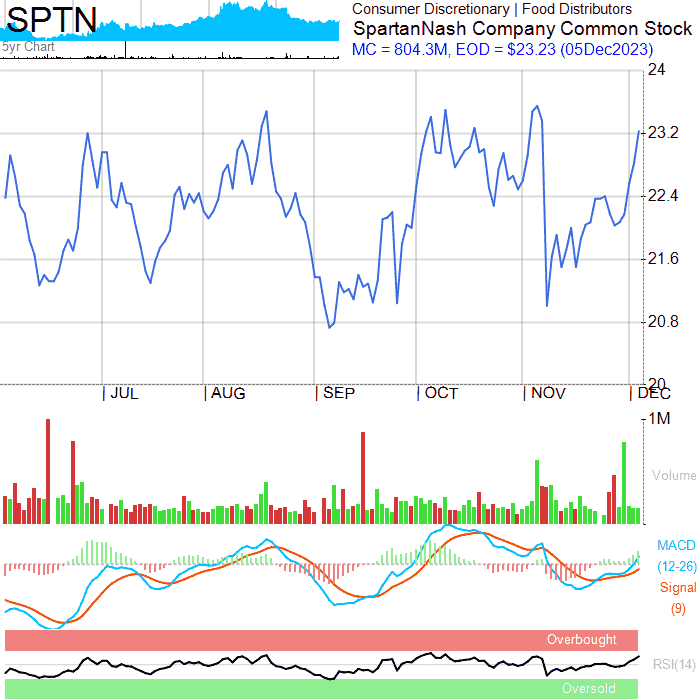 SPTN
5yr Chart
Consumer Discretionary | Food Distributors
SpartanNash Company Common Stock
MC = 804.3M, EOD = $23.23 (05Dec2023)
24
23.2
22.4
21.6
20.8
20
| JUL | AUG | SEP | OCT | NOV | DEC
1M
Volume
MACD
(12-26)
Signal
(9)
Overbought
RSI(14)
Oversold